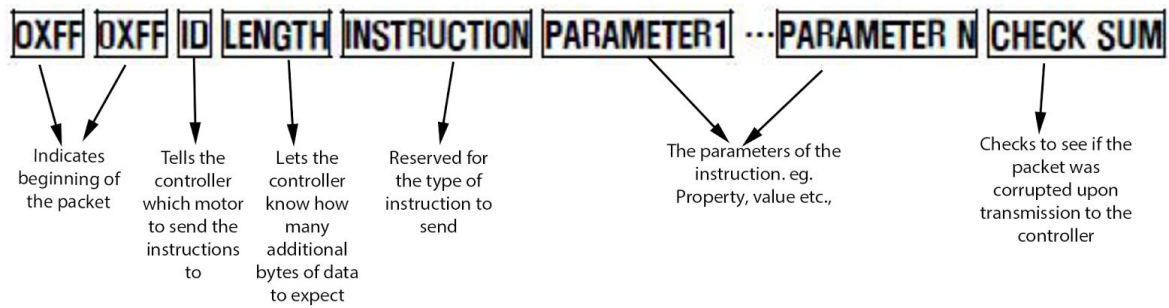 0XFF 0XFF ID LENGTH INSTRUCTION PARAMETER1 ...PARAMETER N CHECK SUM
Indicates
beginning of
the packet
Tells the
controller
which motor
to send the
instructions
to
Lets the
controller
know how
many
additional
bytes of data
to expect
Reserved for
the type of
instruction to
send
The parameters of the
instruction. eg.
Property, value etc.,
Checks to see if the
packet was
corrupted upon
transmission to the
controller